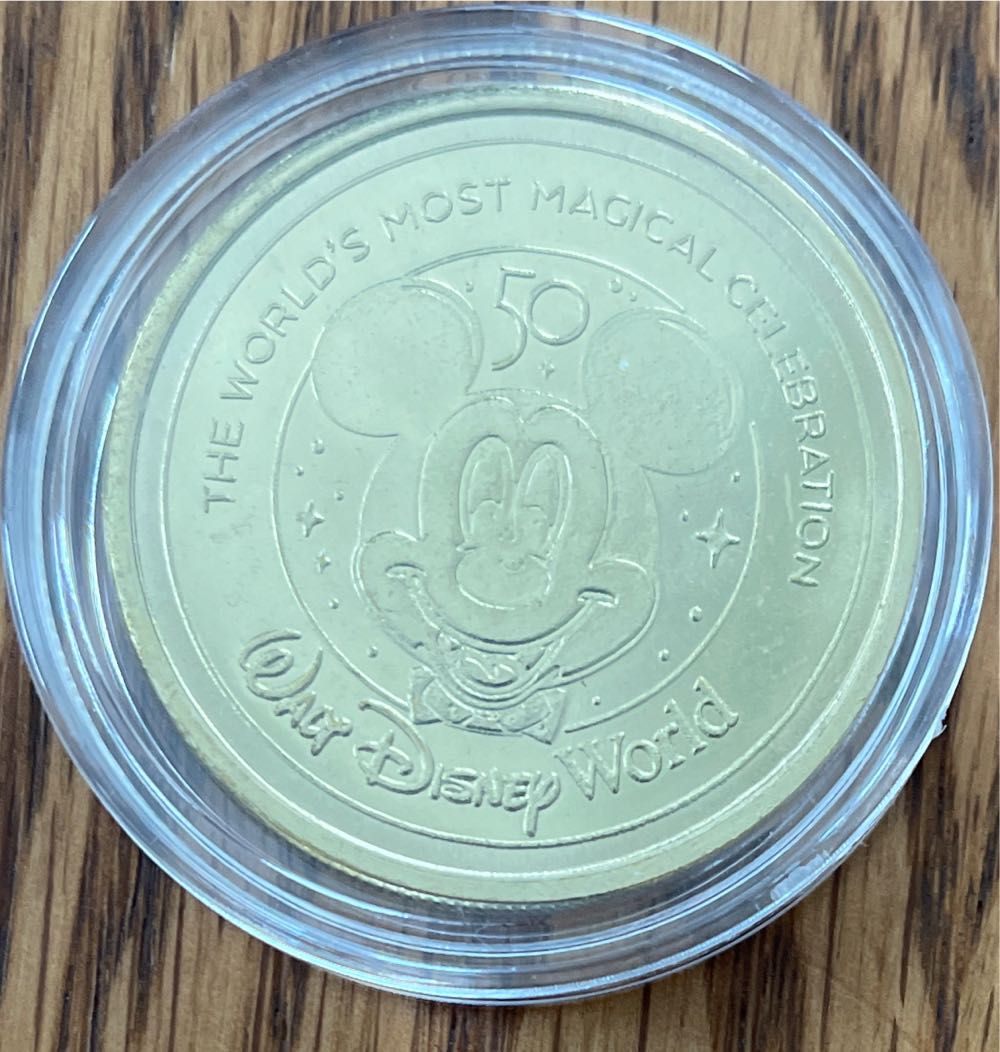 THE WORLD'S MOST MAGICAL CELEBRATION
50
WALT DISNEY World